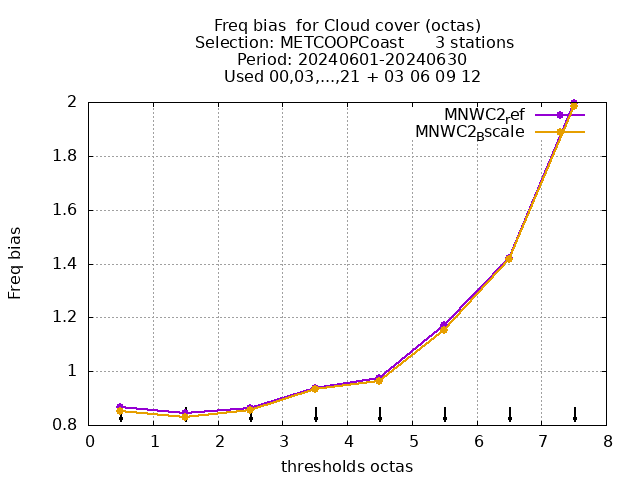 Freq bias  for Cloud cover (octas)
Selection: METCOOPCoast      3 stations
Period: 20240601-20240630
Used 00,03,...,21 + 03 06 09 12
MNWC2ref
MNWC2Bscale
2
1.8
1.6
1.4
1.2
1
0.8
Freq bias
0 1 2 3 4 5 6 7 8
thresholds octas